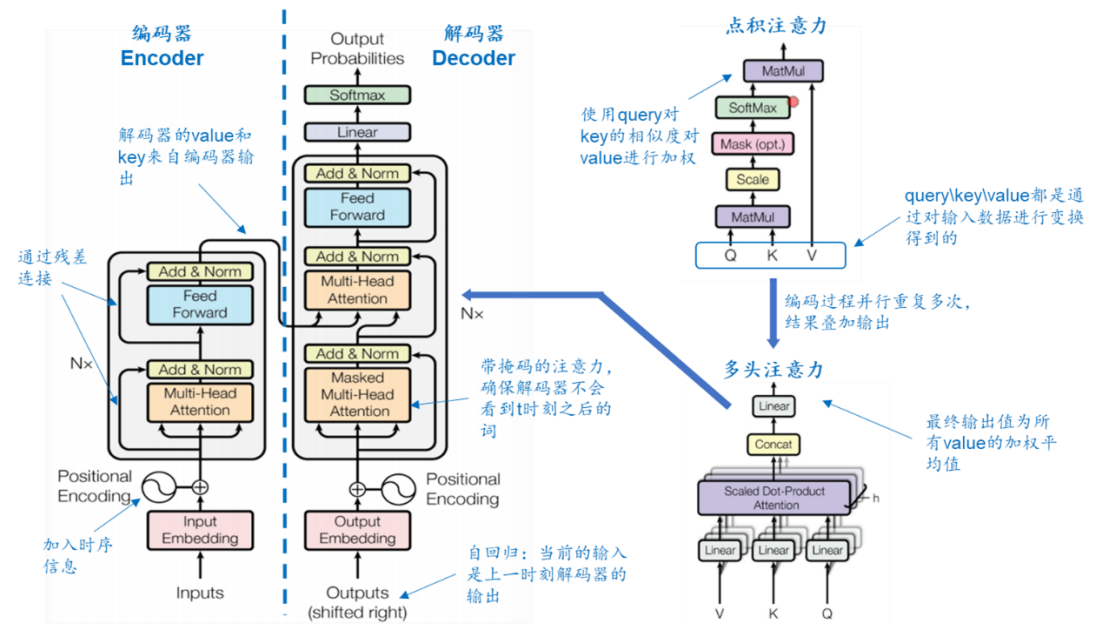 编码器
Encoder
解码器的value和
key来自编码器输
出
通过残差
连接
Add & Norm
Feed
Forward
N×
Add & Norm
Multi-Head
Attention
Positional
Encoding
加入时序
信息
Input
Embedding
Inputs
解码器
Decoder
Output
Probabilities
Softmax
Linear
Add & Norm
Feed
Forward
Add & Norm
Multi-Head
Attention
N×
Add & Norm
Masked
Multi-Head
Attention
带掩码的注意力，
确保解码器不会
看到t时刻之后的
词
Positional
Encoding
Output
Embedding
Outputs
(shifted right)
自回归：当前的输入
是上一时刻解码器的
输出
点积注意力
MatMul
SoftMax
Mask (opt.)
Scale
MatMul
Q K V
使用query对
key的相似度对
value进行加权
query\key\value都是通
过对输入数据进行变换
得到的
编码过程并行重复多次，
结果叠加输出
多头注意力
Linear
Concat
Scaled Dot-Product
Attention
h
Linear Linear Linear
V K Q
最终输出值为所
有value的加权平
均值